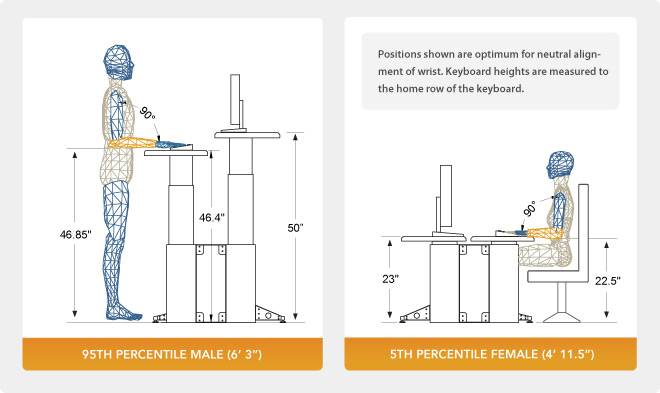 90°
46.85"
46.4"
50"
95TH PERCENTILE MALE (6’ 3”)
Positions shown are optimum for neutral align-
ment of wrist. Keyboard heights are measured to
the home row of the keyboard.
90°
23"
22.5"
5TH PERCENTILE FEMALE (4’ 11.5”)